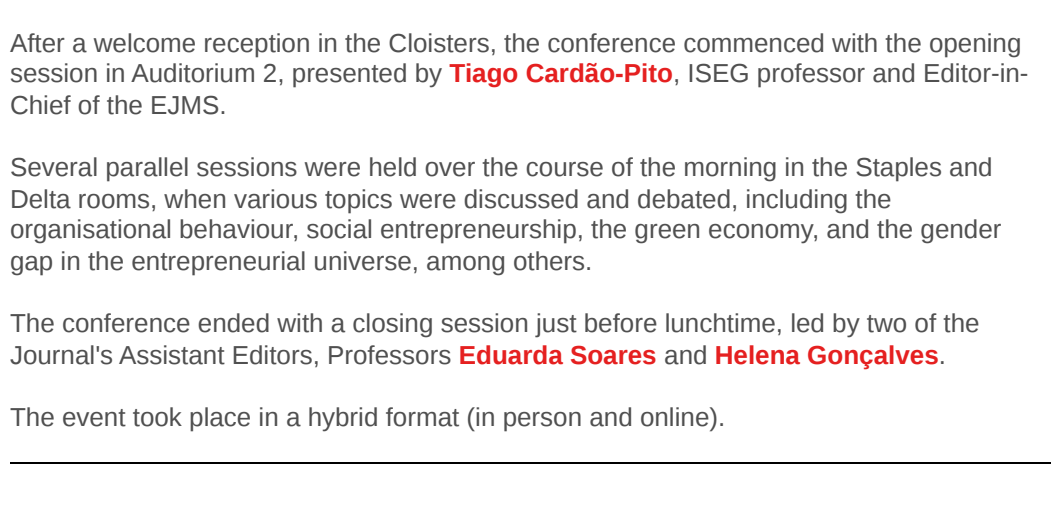 After a welcome reception in the Cloisters, the conference commenced with the opening
session in Auditorium 2, presented by Tiago Cardão-Pito, ISEG professor and Editor-in-
Chief of the EJMS.
Several parallel sessions were held over the course of the morning in the Staples and
Delta rooms, when various topics were discussed and debated, including the
organisational behaviour, social entrepreneurship, the green economy, and the gender
gap in the entrepreneurial universe, among others.
The conference ended with a closing session just before lunchtime, led by two of the
Journal's Assistant Editors, Professors Eduarda Soares and Helena Gonçalves.
The event took place in a hybrid format (in person and online).